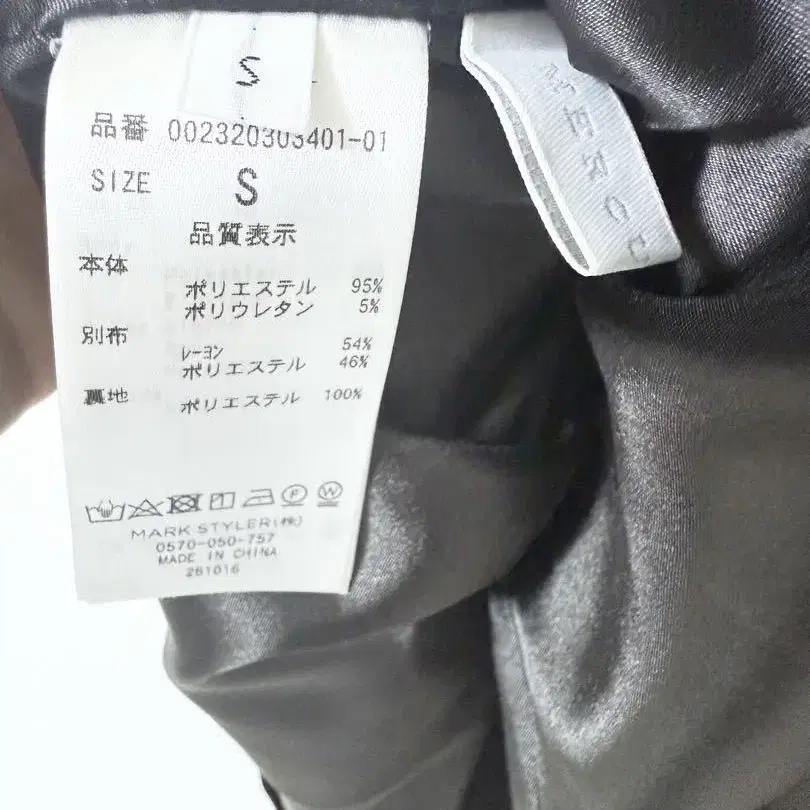 S
品番 002320303401-01
SIZE S
品質表示
本体
ポリエステル 95%
ポリウレタン 5%
別布
レーヨン 54%
ポリエステル 46%
裏地 ポリエステル 100%
MARK STYLER(株)
0570-050-757
MADE IN CHINA
261016
MERCU